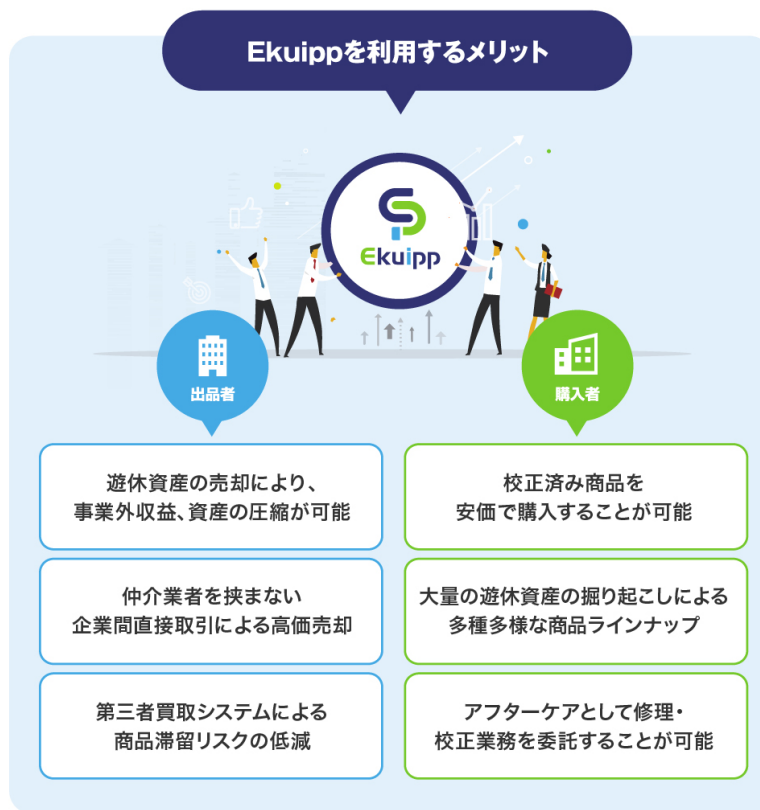 Ekuippを利用するメリット
Ekuipp
出品者
購入者
遊休資産の売却により、
事業外収益、資産の圧縮が可能
仲介業者を挟まない
企業間直接取引による高価売却
第三者買取システムによる
商品滞留リスクの低減
校正済み商品を
安価で購入することが可能
大量の遊休資産の掘り起こしによる
多種多様な商品ラインナップ
アフターケアとして修理・
校正業務を委託することが可能